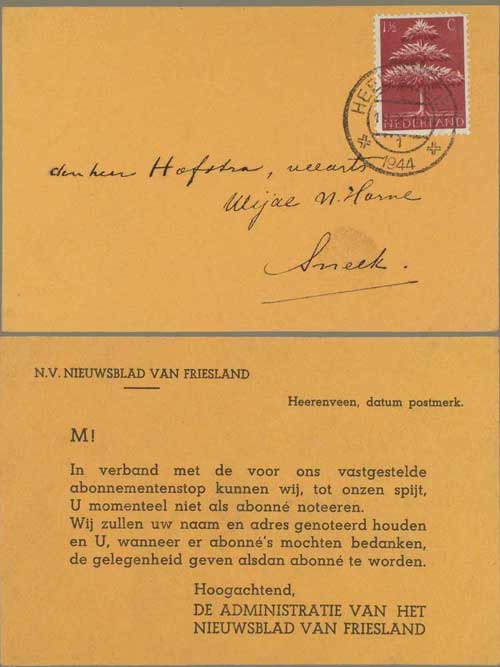 1½ C
NEDERLAND
HEER
1
1
1944
den heer Hofstra, veearts
Wijde N. Horne
Sneek.
N.V. NIEUWSBLAD VAN FRIESLAND
Heerenveen, datum postmerk.
M!
In verband met de voor ons vastgestelde
abonnementenstop kunnen wij, tot onzen spijt,
U momenteel niet als abonné noteeren.
Wij zullen uw naam en adres genoteerd houden
en U, wanneer er abonné's mochten bedanken,
de gelegenheid geven alsdan abonné te worden.
Hoogachtend,
DE ADMINISTRATIE VAN HET
NIEUWSBLAD VAN FRIESLAND